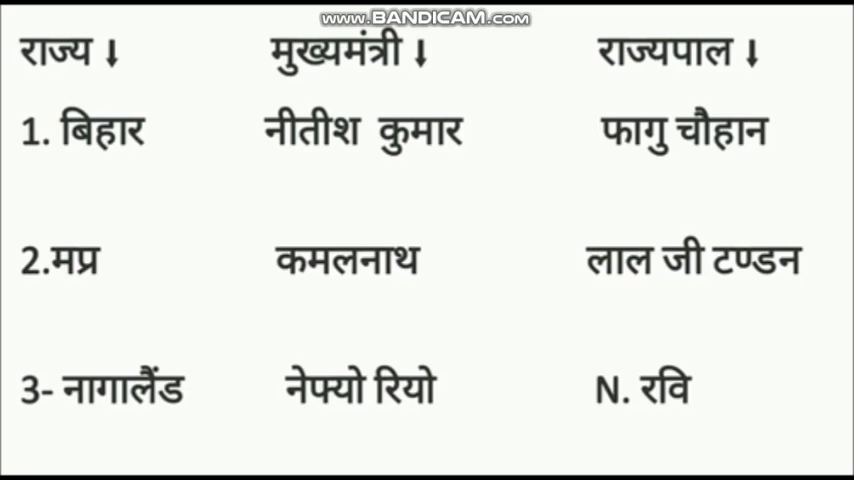 www.BANDICAM.com
राज्य ⬇ मुख्यमंत्री ⬇ राज्यपाल ⬇
1. बिहार नीतीश कुमार फागु चौहान
2.मप्र कमलनाथ लाल जी टण्डन
3- नागालैंड नेफ्यो रियो N. रवि